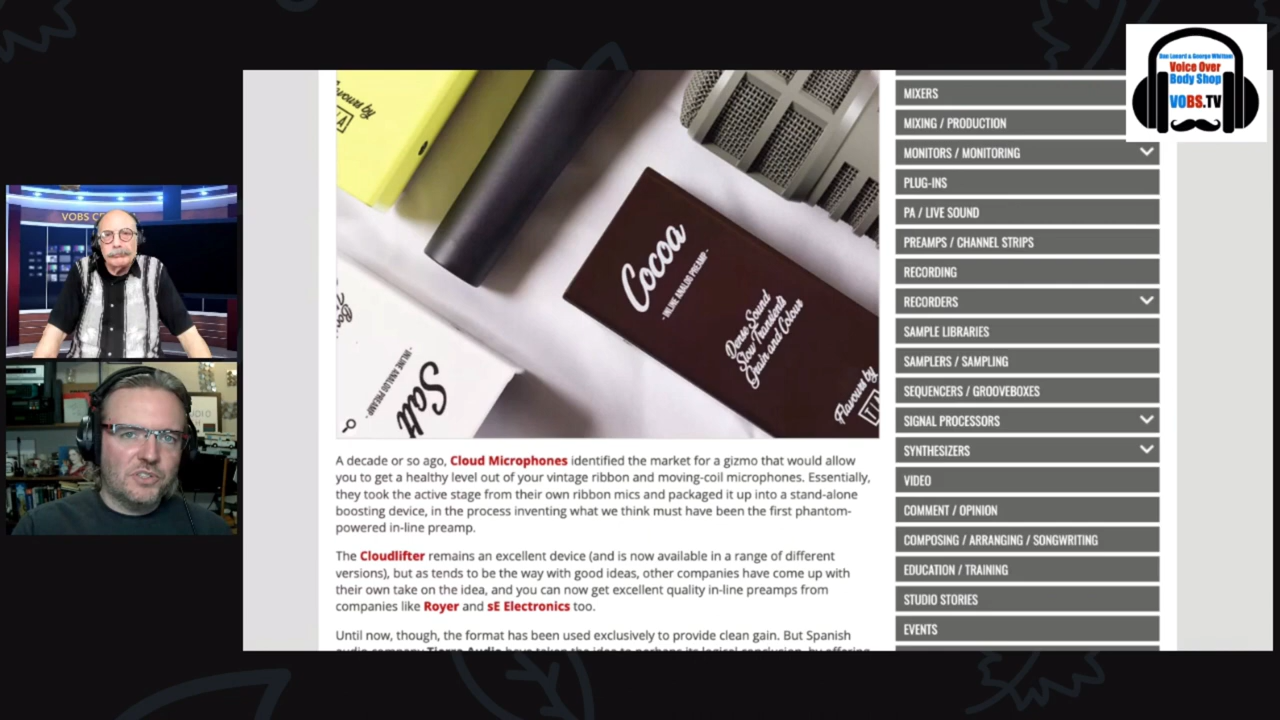 Dan Lenard & George Whittam
Voice Over
Body Shop
VOBS.TV
VOBS C
Flavours by
Cocoa
- INLINE ANALOG PREAMP -
Dense Sound
Slow Transients
Grain and Colour
Flavours by
Salt
- INLINE ANALOG PREAMP -
A decade or so ago, Cloud Microphones identified the market for a gizmo that would allow
you to get a healthy level out of your vintage ribbon and moving-coil microphones. Essentially,
they took the active stage from their own ribbon mics and packaged it up into a stand-alone
boosting device, in the process inventing what we think must have been the first phantom-
powered in-line preamp.
The Cloudlifter remains an excellent device (and is now available in a range of different
versions), but as tends to be the way with good ideas, other companies have come up with
their own take on the idea, and you can now get excellent quality in-line preamps from
companies like Royer and sE Electronics too.
Until now, though, the format has been used exclusively to provide clean gain. But Spanish
MIXERS
MIXING / PRODUCTION
MONITORS / MONITORING
PLUG-INS
PA / LIVE SOUND
PREAMPS / CHANNEL STRIPS
RECORDING
RECORDERS
SAMPLE LIBRARIES
SAMPLERS / SAMPLING
SEQUENCERS / GROOVEBOXES
SIGNAL PROCESSORS
SYNTHESIZERS
VIDEO
COMMENT / OPINION
COMPOSING / ARRANGING / SONGWRITING
EDUCATION / TRAINING
STUDIO STORIES
EVENTS